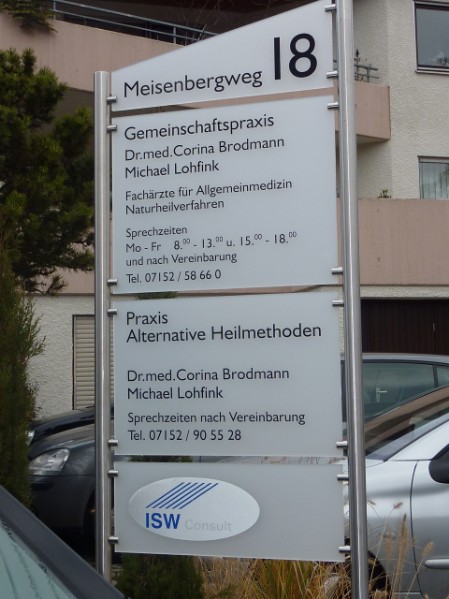 Meisenbergweg 18
Gemeinschaftspraxis
Dr.med.Corina Brodmann
Michael Lohfink
Fachärzte für Allgemeinmedizin
Naturheilverfahren
Sprechzeiten
Mo - Fr 8.00 - 13.00 u. 15.00 - 18.00
und nach Vereinbarung
Tel. 07152 / 58 66 0
Praxis
Alternative Heilmethoden
Dr.med.Corina Brodmann
Michael Lohfink
Sprechzeiten nach Vereinbarung
Tel. 07152 / 90 55 28
ISW Consult